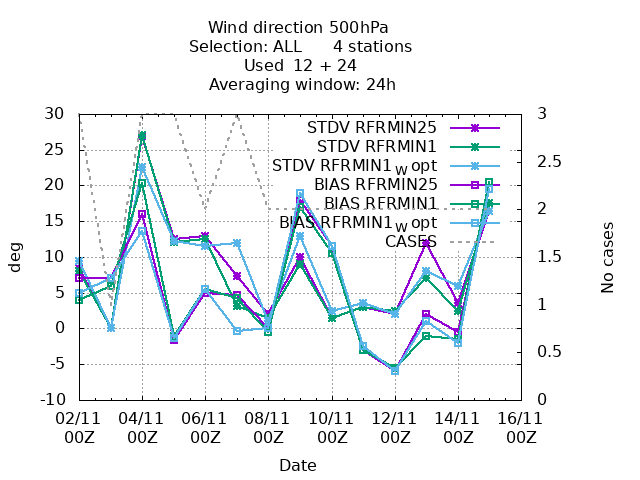 Wind direction 500hPa
Selection: ALL 4 stations
Used 12 + 24
Averaging window: 24h
30 3
25 2.5
20 2
15 1.5
10 1
5 0.5
0 0
-5
-10
deg
No cases
STDV RFRMIN25
STDV RFRMIN1
STDV RFRMIN1_w opt
BIAS RFRMIN25
BIAS RFRMIN1
BIAS RFRMIN1_w opt
CASES
02/11 04/11 06/11 08/11 10/11 12/11 14/11 16/11
00Z 00Z 00Z 00Z 00Z 00Z 00Z 00Z
Date